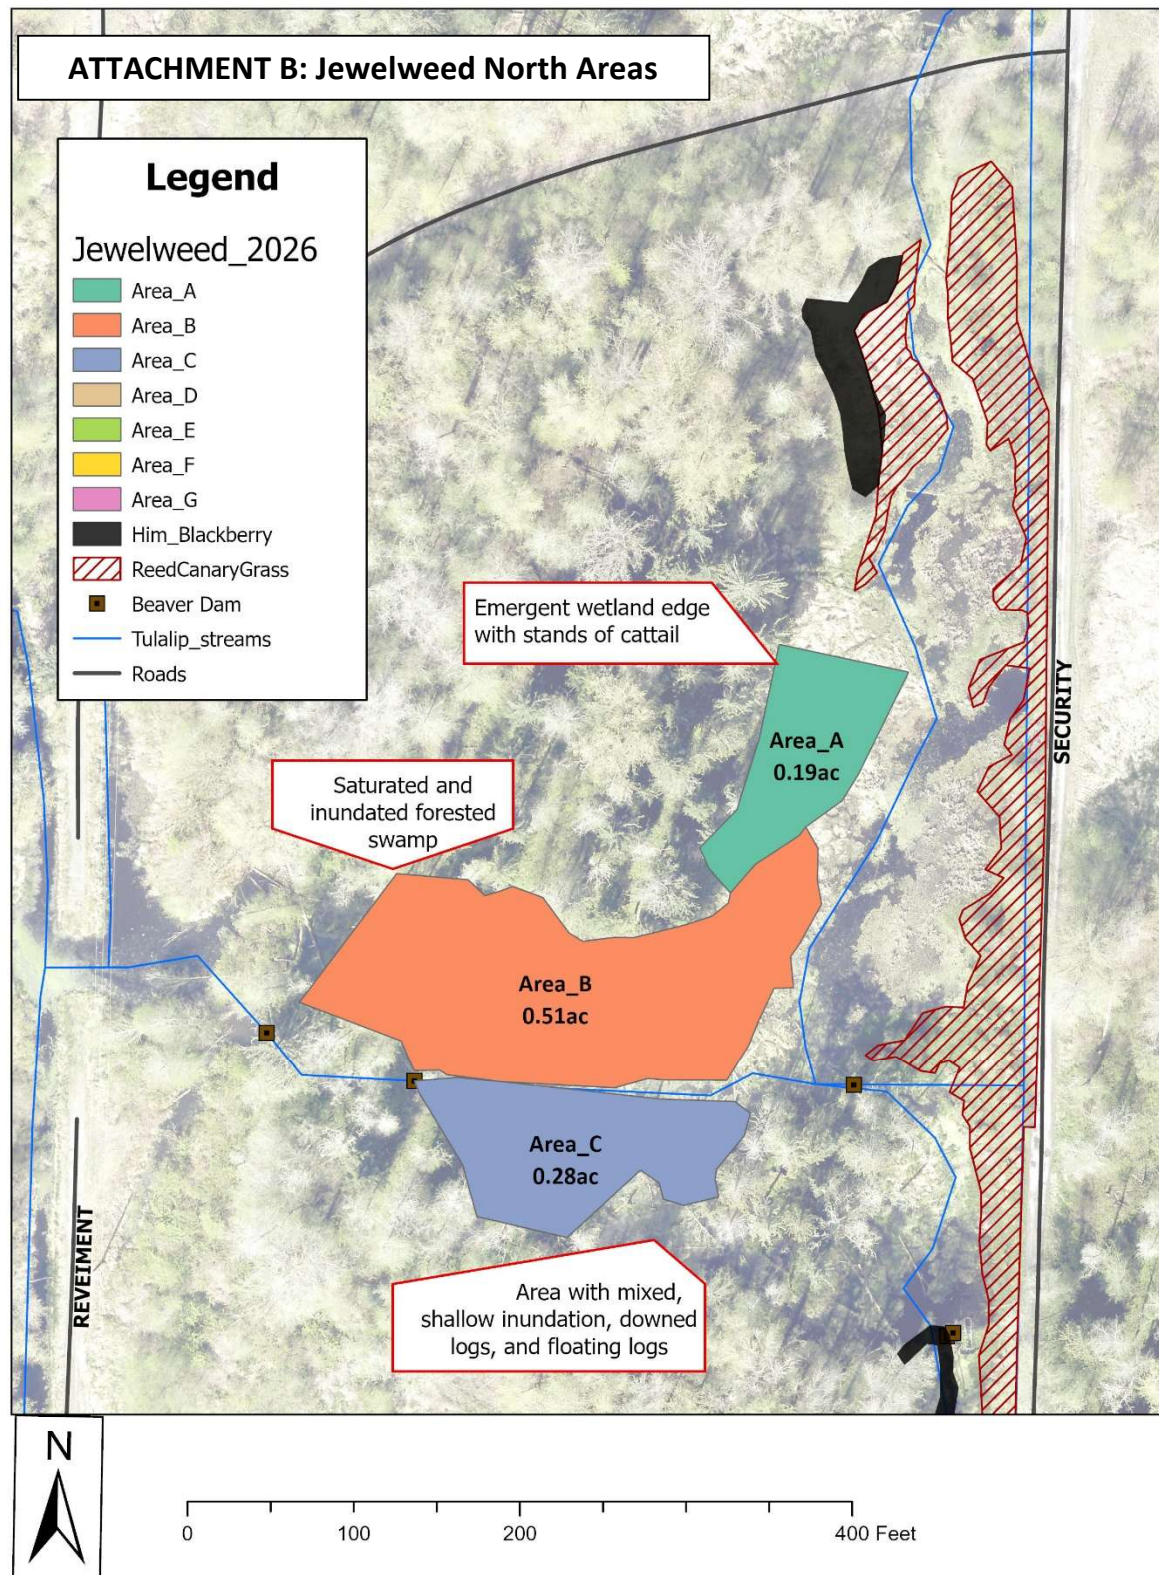 ATTACHMENT B: Jewelweed North Areas
Legend
Jewelweed_2026
Area_A
Area_B
Area_C
Area_D
Area_E
Area_F
Area_G
Him_Blackberry
ReedCanaryGrass
Beaver Dam
Tulalip_streams
Roads
Emergent wetland edge
with stands of cattail
Area_A
0.19ac
SECURITY
Saturated and
inundated forested
swamp
Area_B
0.51ac
Area_C
0.28ac
REVEIMENT
Area with mixed,
shallow inundation, downed
logs, and floating logs
N
0 100 200 400 Feet